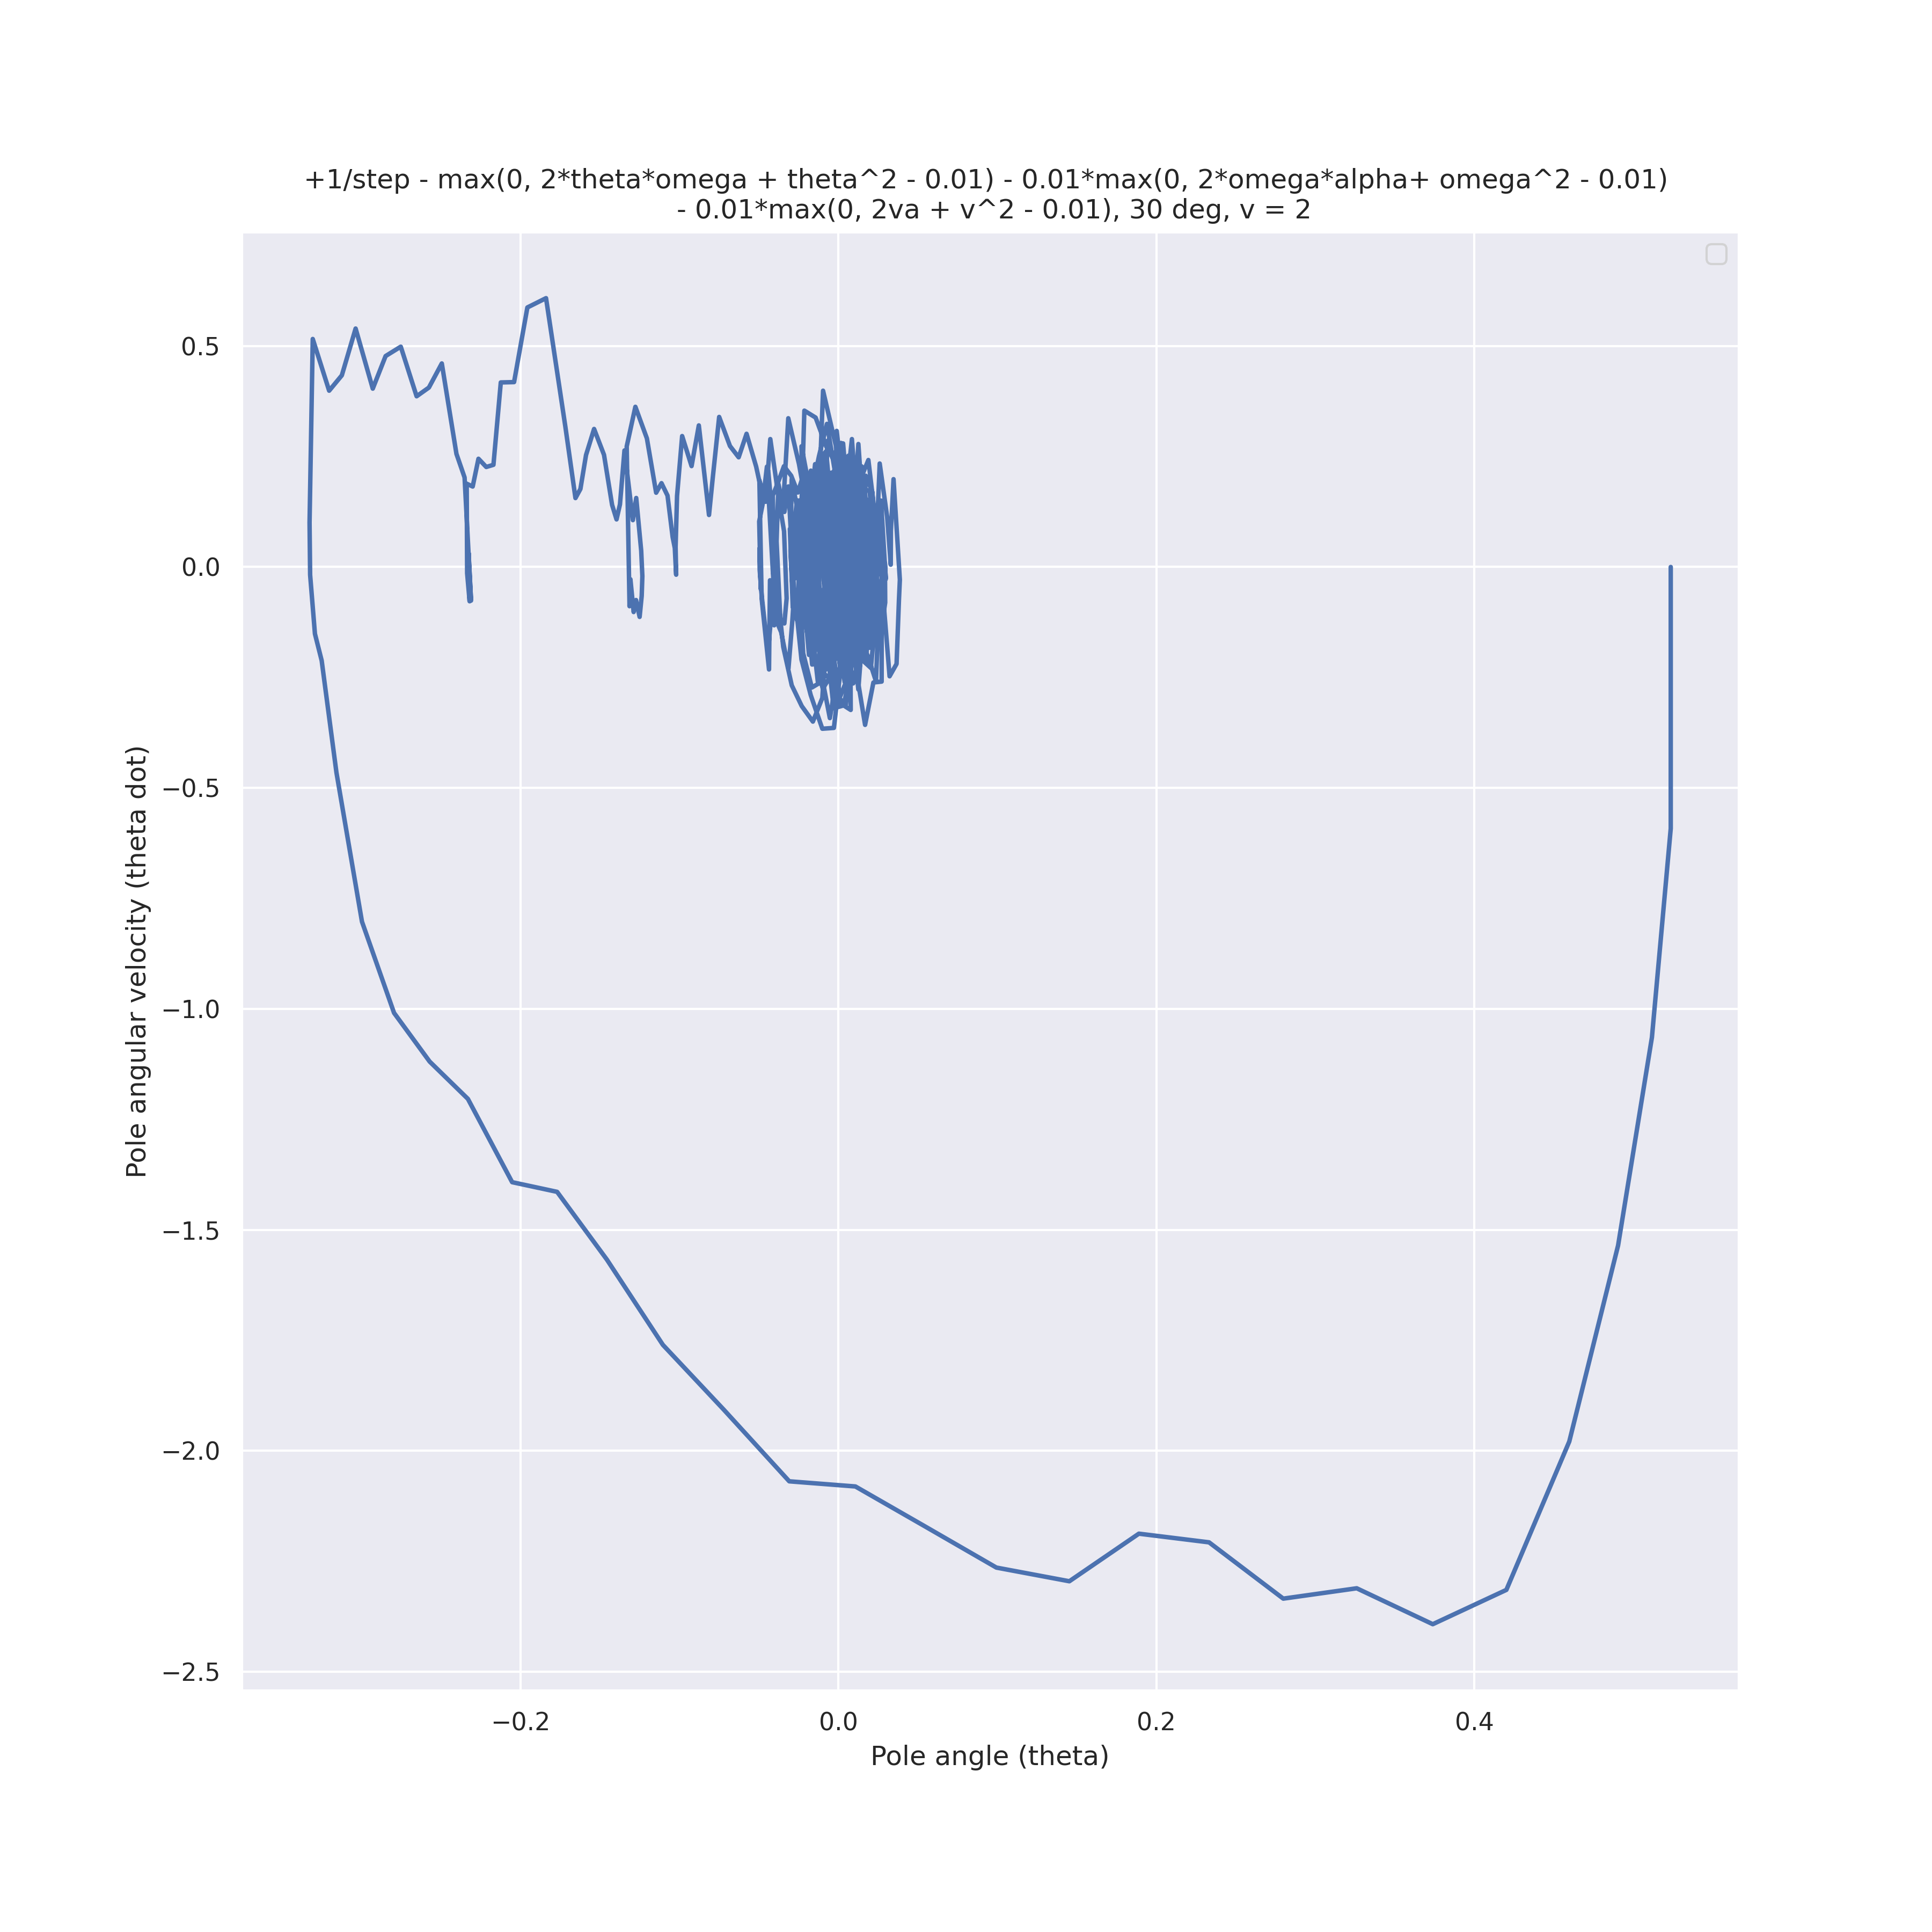 +1/step - max(0, 2*theta*omega + theta^2 - 0.01) - 0.01*max(0, 2*omega*alpha+ omega^2 - 0.01)
- 0.01*max(0, 2va + v^2 - 0.01), 30 deg, v = 2
Pole angular velocity (theta dot)
0.5
0.0
−0.5
−1.0
−1.5
−2.0
−2.5
−0.2
0.0
0.2
0.4
Pole angle (theta)